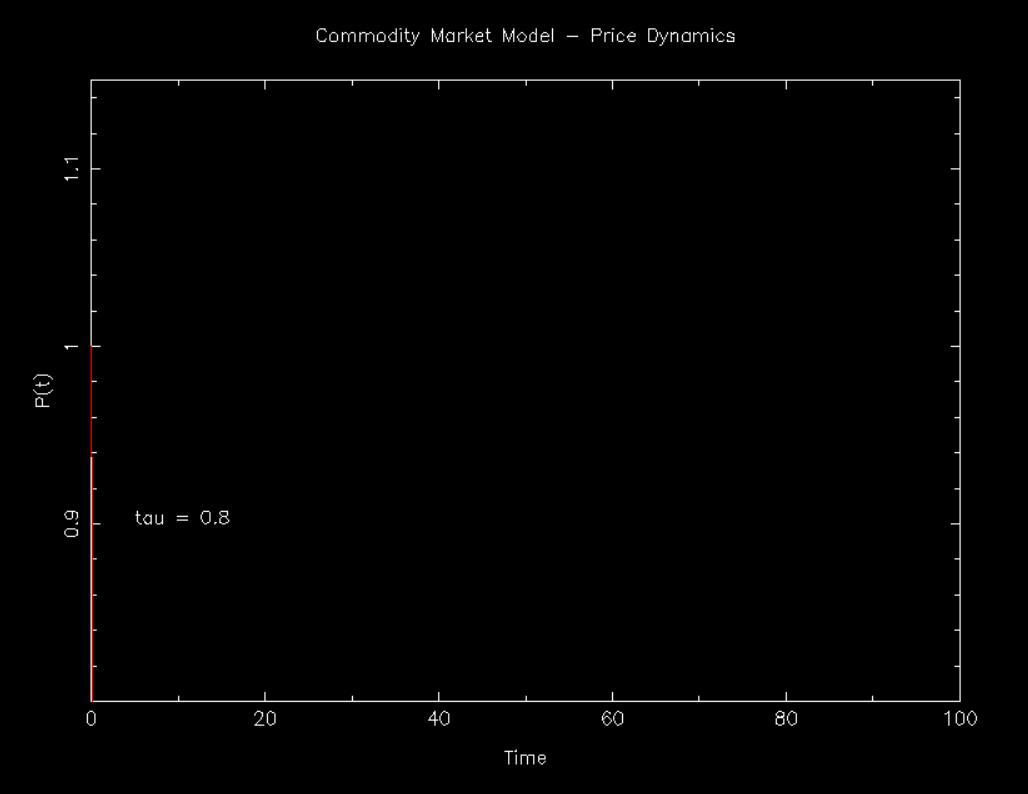 Commodity Market Model - Price Dynamics
1.1
1
P(t)
0.9
tau = 0.8
0 20 40 60 80 100
Time